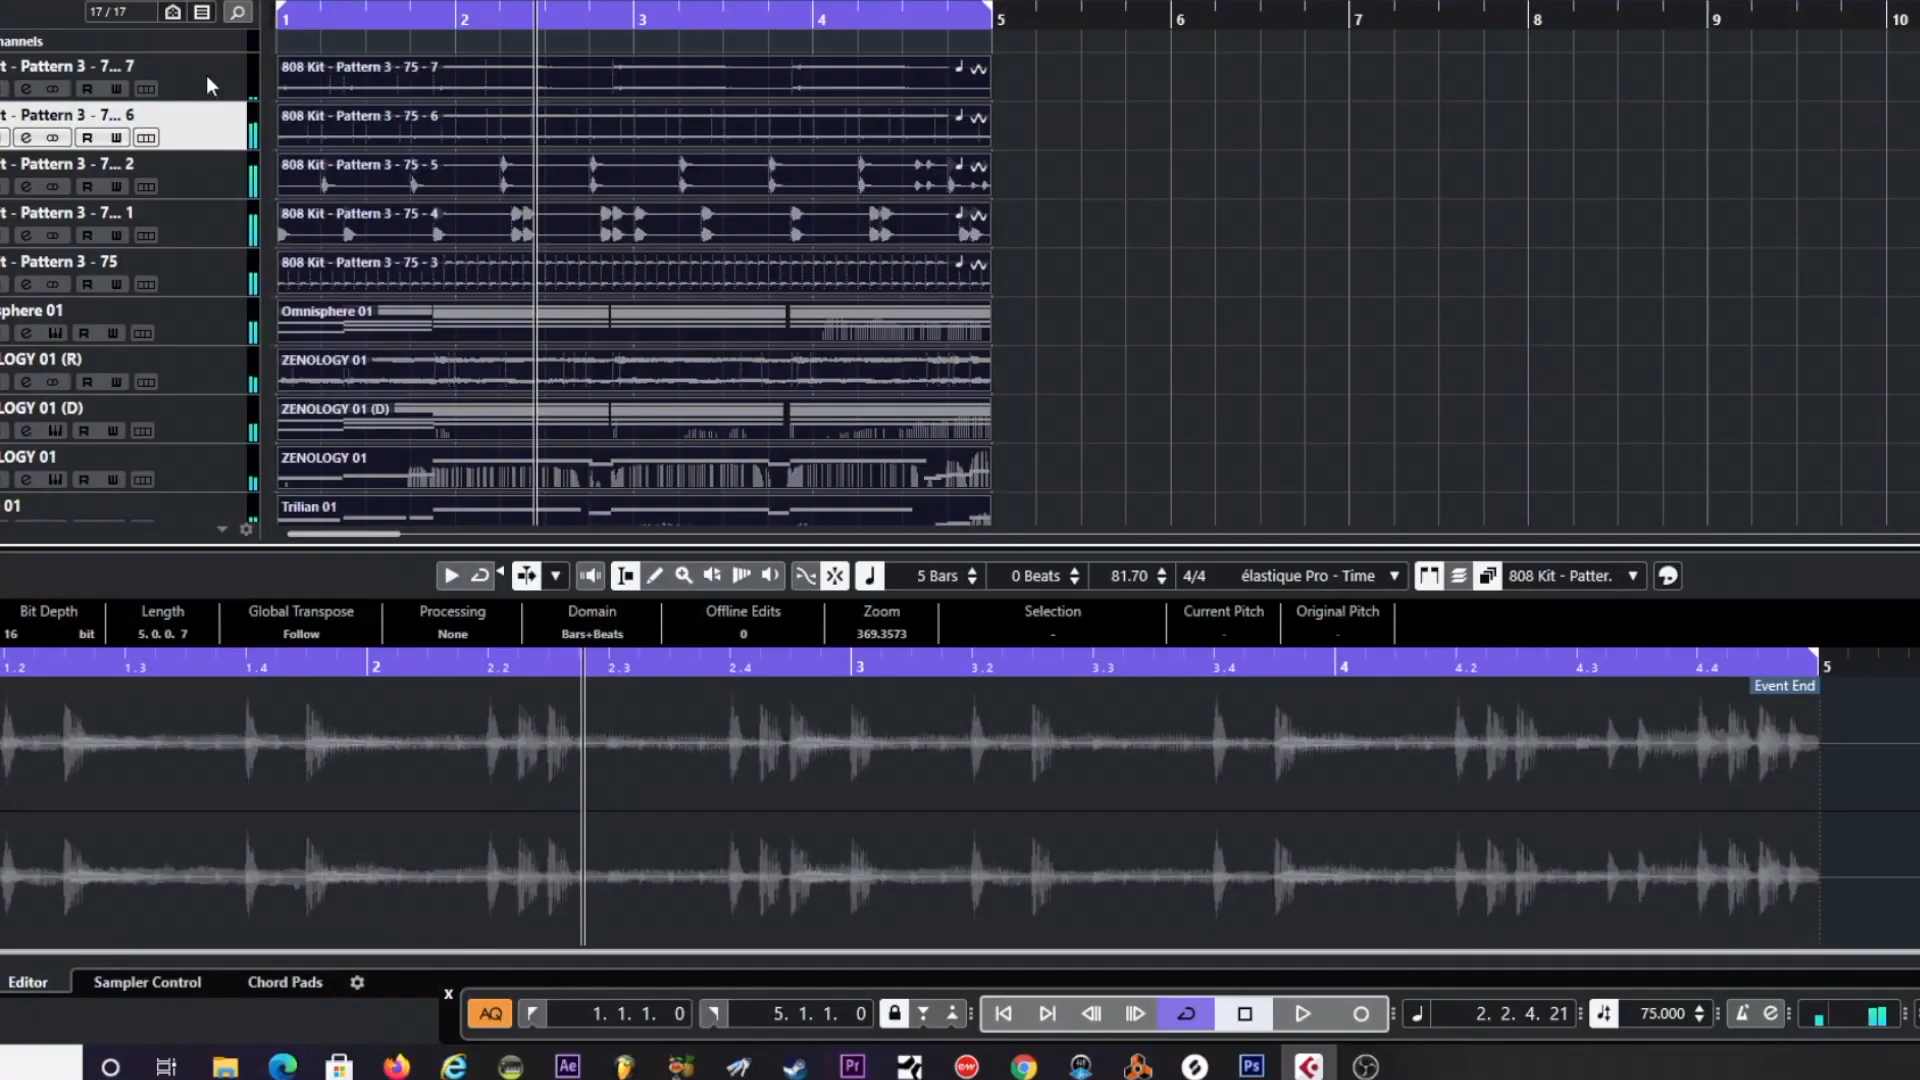 17 / 17
1 2 3 4 5 6 7 8 9 10
hannels
t - Pattern 3 - 7... 7
808 Kit - Pattern 3 - 75 - 7
e R W
t - Pattern 3 - 7... 6
808 Kit - Pattern 3 - 75 - 6
e R W
t - Pattern 3 - 7... 2
808 Kit - Pattern 3 - 75 - 5
e R W
t - Pattern 3 - 7... 1
808 Kit - Pattern 3 - 75 - 4
e R W
t - Pattern 3 - 75
808 Kit - Pattern 3 - 75 - 3
e R W
sphere 01
Omnisphere 01
e R W
LOGY 01 (R)
ZENOLOGY 01
e R W
LOGY 01 (D)
ZENOLOGY 01 (D)
e R W
LOGY 01
ZENOLOGY 01
e R W
01
Trilian 01
5 Bars 0 Beats 81.70 4/4 élastique Pro - Time 808 Kit - Patter.
Bit Depth Length Global Transpose Processing Domain Offline Edits Zoom Selection Current Pitch Original Pitch
16 bit 5. 0. 0. 7 Follow None Bars+Beats 0 369.3573 - - -
1.2 1.3 1.4 2 2.2 2.3 2.4 3 3.2 3.3 3.4 4 4.2 4.3 4.4 5
Event End
Editor Sampler Control Chord Pads
x
AQ 1. 1. 1. 0 5. 1. 1. 0 2. 2. 4. 21 75.000 e
Ae Pr Ps